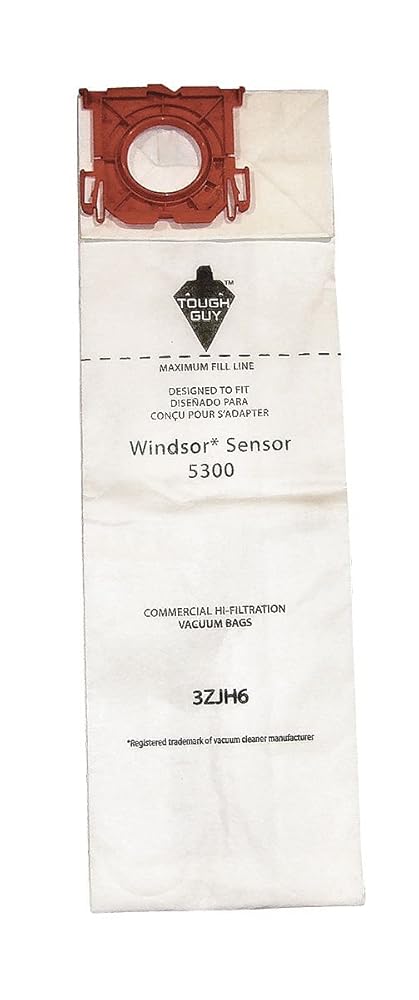 TOUGH
GUY
™
MAXIMUM FILL LINE
DESIGNED TO FIT
DISEÑADO PARA
CONÇU POUR S'ADAPTER
Windsor* Sensor
5300
COMMERCIAL HI-FILTRATION
VACUUM BAGS
3ZJH6
*Registered trademark of vacuum cleaner manufacturer